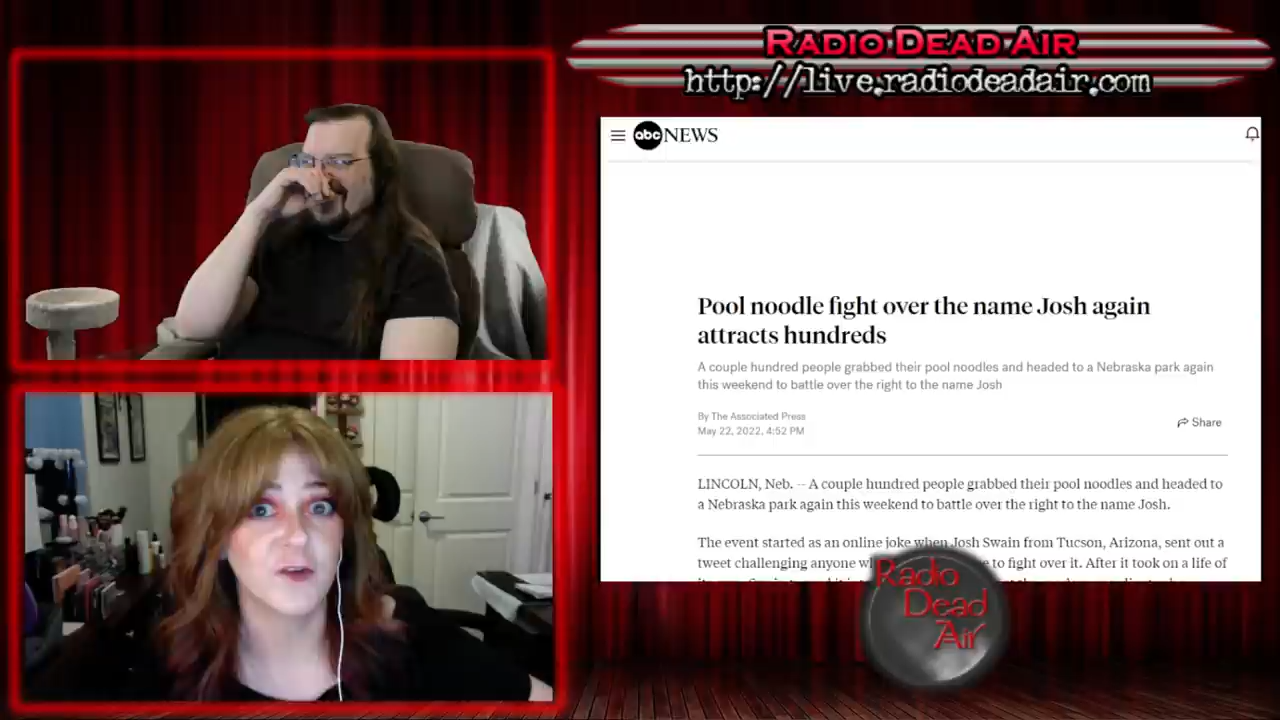 RADIO DEAD AIR
http://live.radiodeadair.com
abc NEWS
Pool noodle fight over the name Josh again
attracts hundreds
A couple hundred people grabbed their pool noodles and headed to a Nebraska park again
this weekend to battle over the right to the name Josh
By The Associated Press
May 22, 2022, 4:52 PM
Share
LINCOLN, Neb. -- A couple hundred people grabbed their pool noodles and headed to
a Nebraska park again this weekend to battle over the right to the name Josh.
The event started as an online joke when Josh Swain from Tucson, Arizona, sent out a
tweet challenging anyone to fight over it. After it took on a life of
Radio
Dead
Air